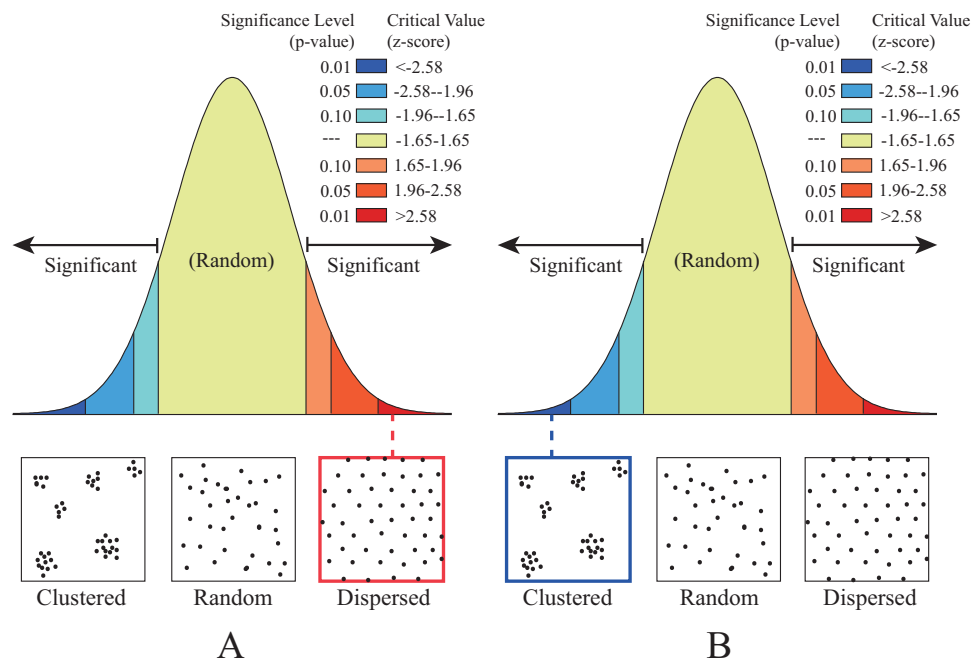 Significance Level Critical Value
(p-value) (z-score)
0.01 <-2.58
0.05 -2.58--1.96
0.10 -1.96--1.65
--- -1.65-1.65
0.10 1.65-1.96
0.05 1.96-2.58
0.01 >2.58
Significant
(Random)
Significant
Clustered
Random
Dispersed
A
Significance Level Critical Value
(p-value) (z-score)
0.01 <-2.58
0.05 -2.58--1.96
0.10 -1.96--1.65
--- -1.65-1.65
0.10 1.65-1.96
0.05 1.96-2.58
0.01 >2.58
Significant
(Random)
Significant
Clustered
Random
Dispersed
B